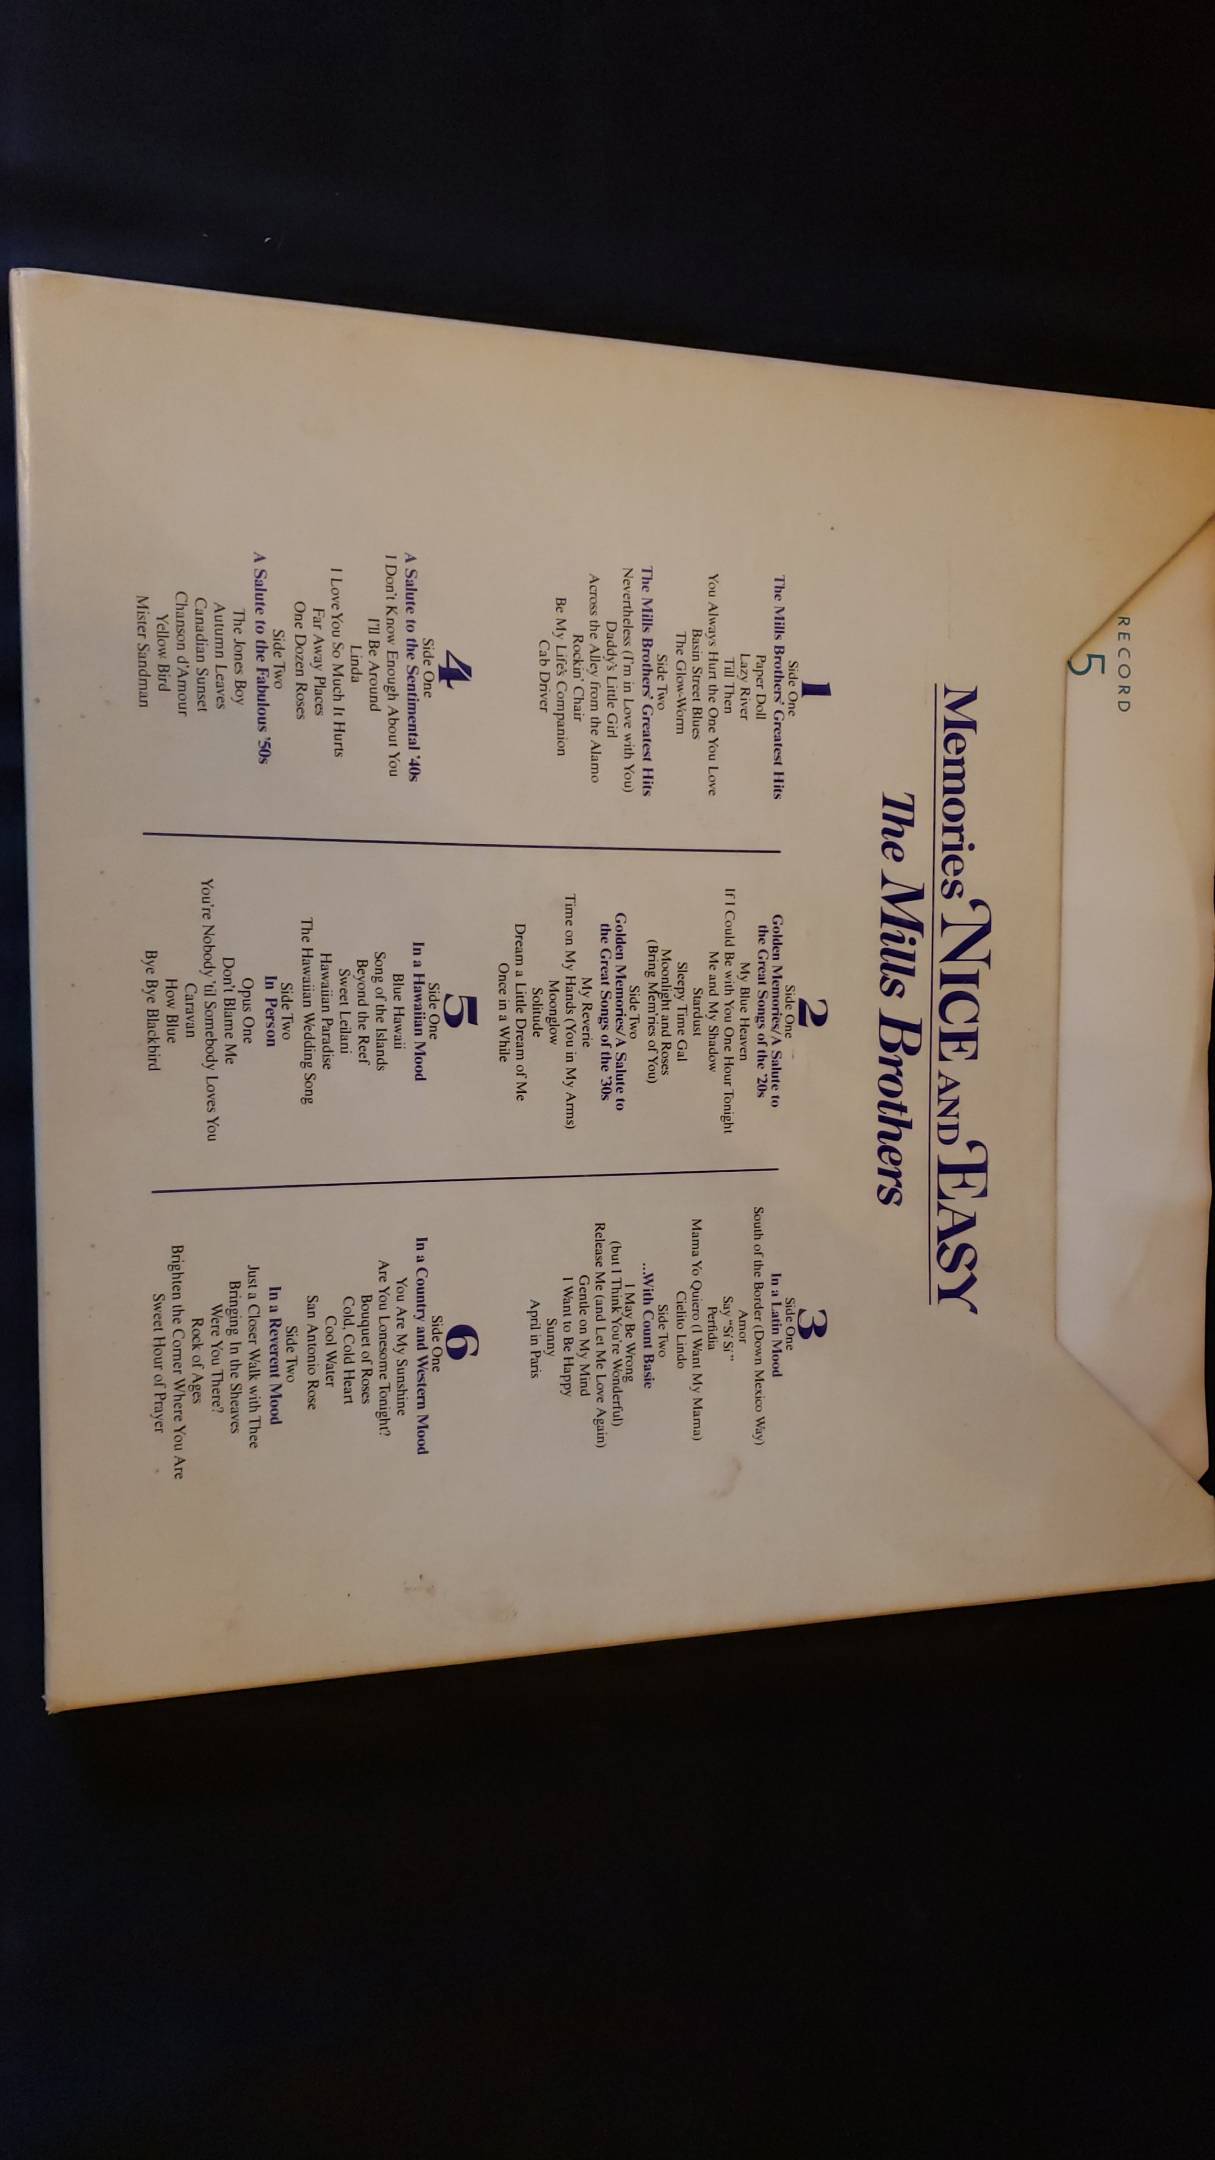 RECORD
5
Memories NICE AND EASY
The Mills Brothers
1
Side One
The Mills Brothers' Greatest Hits
Paper Doll
Lazy River
Till Then
You Always Hurt the One You Love
Basin Street Blues
The Glow-Worm
Side Two
The Mills Brothers' Greatest Hits
Nevertheless (I'm in Love with You)
Daddy's Little Girl
Across the Alley from the Alamo
Rockin' Chair
Be My Life's Companion
Cab Driver
2
Side One
Golden Memories/A Salute to
the Great Songs of the '20s
My Blue Heaven
If I Could Be with You One Hour Tonight
Me and My Shadow
Stardust
Sleepy Time Gal
Moonlight and Roses
(Bring Mem'ries of You)
Side Two
Golden Memories/A Salute to
the Great Songs of the '30s
My Reverie
Time on My Hands (You in My Arms)
Moonglow
Solitude
Dream a Little Dream of Me
Once in a While
3
Side One
In a Latin Mood
South of the Border (Down Mexico Way)
Amor
Say "Sí Sí"
Perfidia
Mama Yo Quiero (I Want My Mama)
Cielito Lindo
Side Two
...With Count Basie
I May Be Wrong
(but I Think You're Wonderful)
Release Me (and Let Me Love Again)
Gentle on My Mind
I Want to Be Happy
Sunny
April in Paris
4
Side One
A Salute to the Sentimental '40s
I Don't Know Enough About You
I'll Be Around
Linda
I Love You So Much It Hurts
Far Away Places
One Dozen Roses
Side Two
A Salute to the Fabulous '50s
The Jones Boy
Autumn Leaves
Canadian Sunset
Chanson d'Amour
Yellow Bird
Mister Sandman
5
Side One
In a Hawaiian Mood
Blue Hawaii
Song of the Islands
Beyond the Reef
Sweet Leilani
Hawaiian Paradise
The Hawaiian Wedding Song
Side Two
In Person
Opus One
Don't Blame Me
You're Nobody 'til Somebody Loves You
Caravan
How Blue
Bye Bye Blackbird
6
Side One
In a Country and Western Mood
You Are My Sunshine
Are You Lonesome Tonight?
Bouquet of Roses
Cold, Cold Heart
Cool Water
San Antonio Rose
Side Two
In a Reverent Mood
Just a Closer Walk with Thee
Bringing In the Sheaves
Were You There?
Rock of Ages
Brighten the Corner Where You Are
Sweet Hour of Prayer